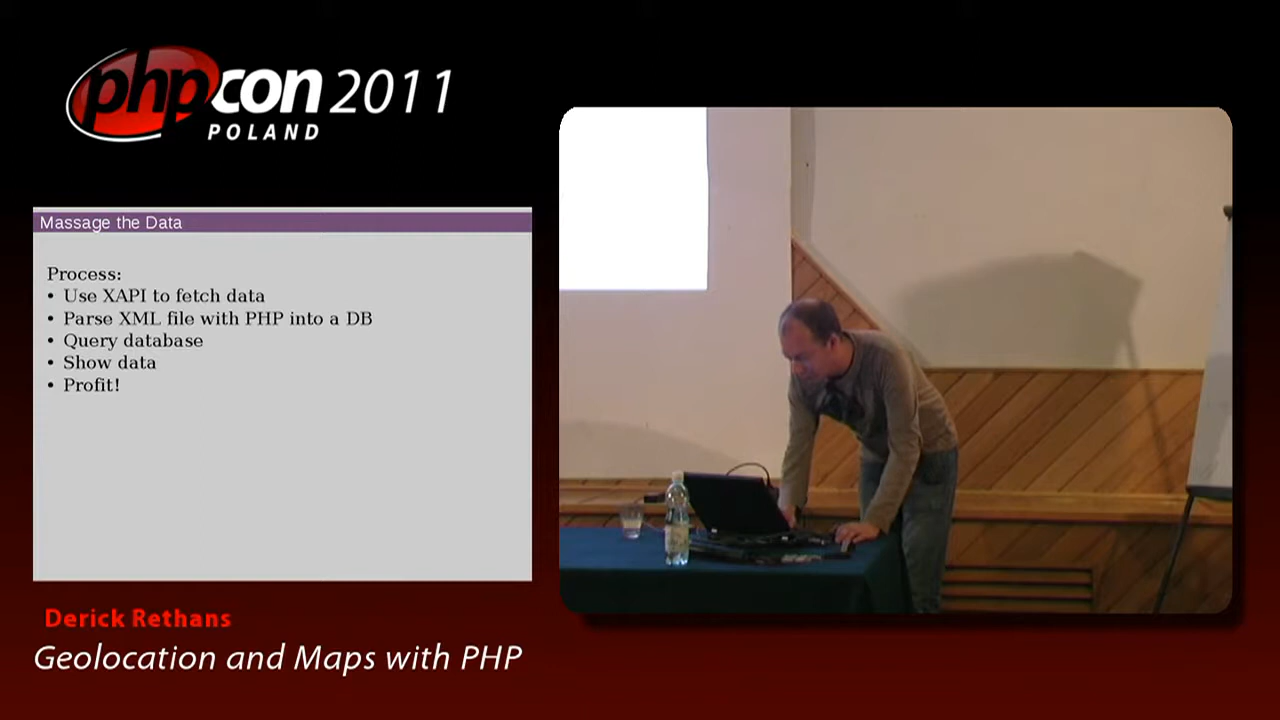 phpcon 2011
POLAND
Massage the Data
Process:
• Use XAPI to fetch data
• Parse XML file with PHP into a DB
• Query database
• Show data
• Profit!
Derick Rethans
Geolocation and Maps with PHP